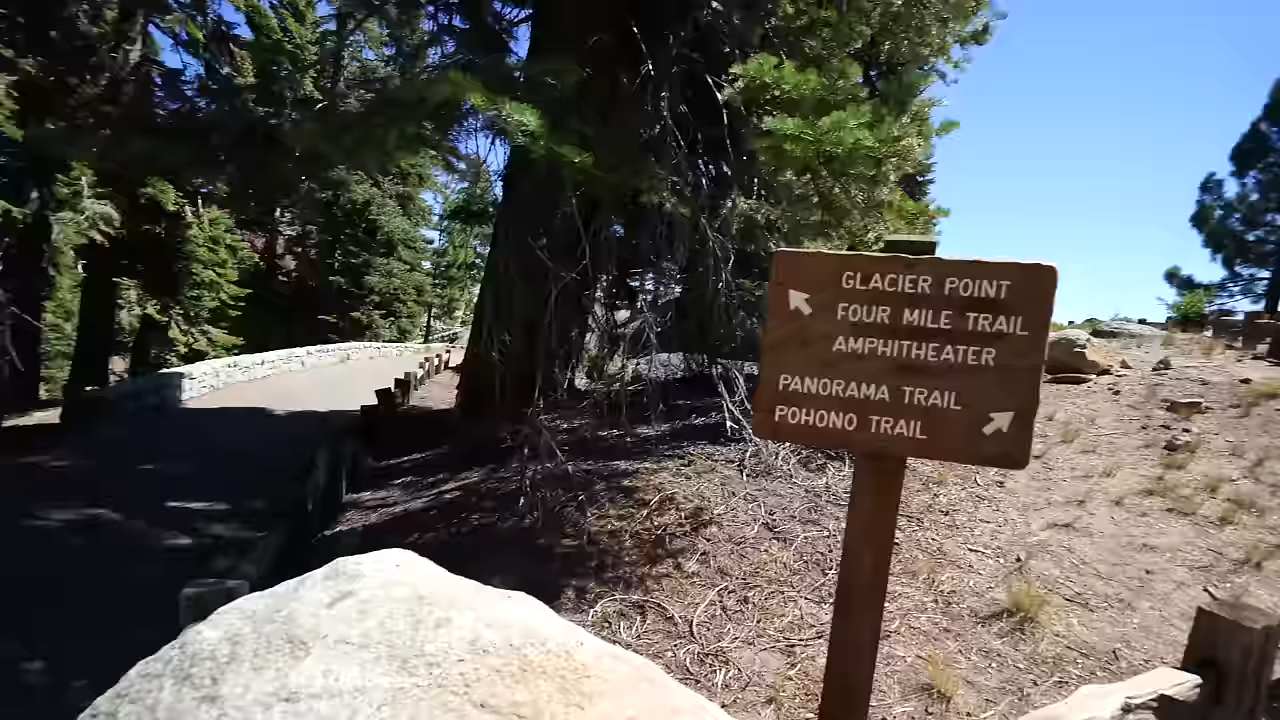 GLACIER POINT
FOUR MILE TRAIL
AMPHITHEATER
PANORAMA TRAIL
POHONO TRAIL